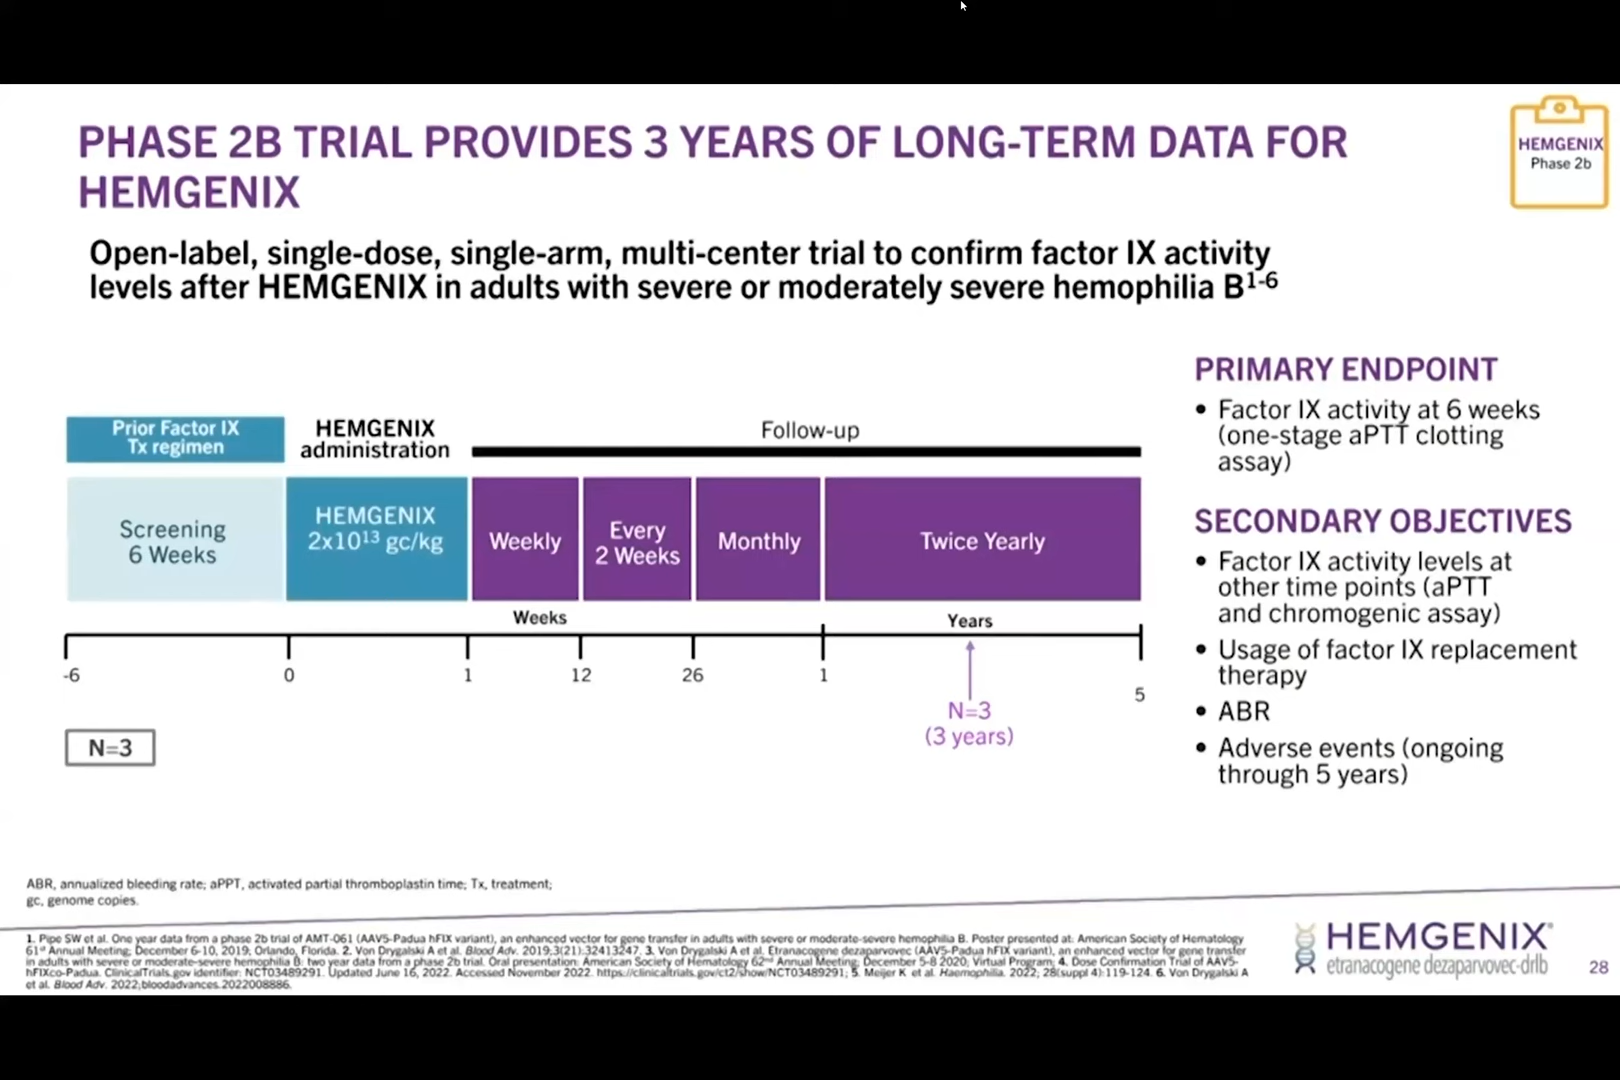 PHASE 2B TRIAL PROVIDES 3 YEARS OF LONG-TERM DATA FOR
HEMGENIX
HEMGENIX
Phase 2b
Open-label, single-dose, single-arm, multi-center trial to confirm factor IX activity
levels after HEMGENIX in adults with severe or moderately severe hemophilia B¹⁻⁶
Prior Factor IX
Tx regimen
HEMGENIX
administration
Follow-up
Screening
6 Weeks
HEMGENIX
2x10¹³ gc/kg
Weekly
Every
2 Weeks
Monthly
Twice Yearly
Weeks
Years
-6
0
1
12
26
1
5
N=3
(3 years)
N=3
PRIMARY ENDPOINT
• Factor IX activity at 6 weeks
(one-stage aPTT clotting
assay)
SECONDARY OBJECTIVES
• Factor IX activity levels at
other time points (aPTT
and chromogenic assay)
• Usage of factor IX replacement
therapy
• ABR
• Adverse events (ongoing
through 5 years)
ABR, annualized bleeding rate; aPPT, activated partial thromboplastin time; Tx, treatment;
gc, genome copies.
1. Pipe SW et al. One year data from a phase 2b trial of AMT-061 (AAV5-Padua hFIX variant), an enhanced vector for gene transfer in adults with severe or moderate-severe hemophilia B. Poster presented at: American Society of Hematology
61ˢᵗ Annual Meeting; December 6-10, 2019; Orlando, Florida. 2. Von Drygalski A et al. Blood Adv. 2019;3(21):32413247. 3. Von Drygalski A et al. Etranacogene dezaparvovec (AAV5-Padua hFIX variant), an enhanced vector for gene transfer
in adults with severe or moderate-severe hemophilia B: two year data from a phase 2b trial. Oral presentation: American Society of Hematology 62ⁿᵈ Annual Meeting; December 5-8 2020; Virtual Program; 4. Dose Confirmation Trial of AAV5-
hFIXco-Padua. ClinicalTrials.gov identifier: NCT03489291. Updated June 16, 2022. Accessed November 2022. https://clinicaltrials.gov/ct2/show/NCT03489291; 5. Meijer K et al. Haemophilia. 2022; 28(suppl 4):119-124. 6. Von Drygalski A
et al. Blood Adv. 2022;bloodadvances.2022008886.
HEMGENIX®
etranacogene dezaparvovec-drlb
28